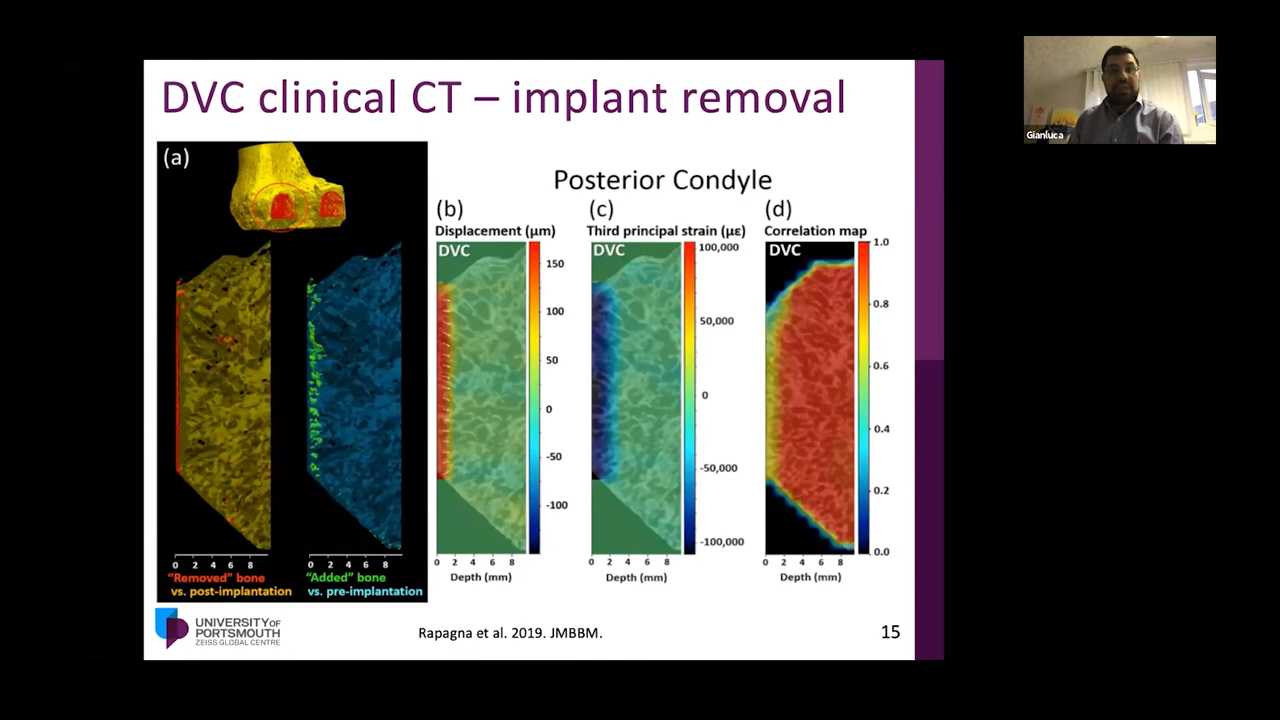 DVC clinical CT – implant removal
Gianluca
(a)
Posterior Condyle
(b)
(c)
(d)
Displacement (µm)
Third principal strain (µε)
Correlation map
DVC
150
100
50
0
-50
-100
DVC
100,000
50,000
0
-50,000
-100,000
DVC
1.0
0.8
0.6
0.4
0.2
0.0
0 2 4 6 8
0 2 4 6 8
0 2 4 6 8
0 2 4 6 8
0 2 4 6 8
Depth (mm)
Depth (mm)
Depth (mm)
"Removed" bone
vs. post-implantation
"Added" bone
vs. pre-implantation
UNIVERSITY OF
PORTSMOUTH
ZEISS GLOBAL CENTRE
Rapagna et al. 2019. JMBBM.
15